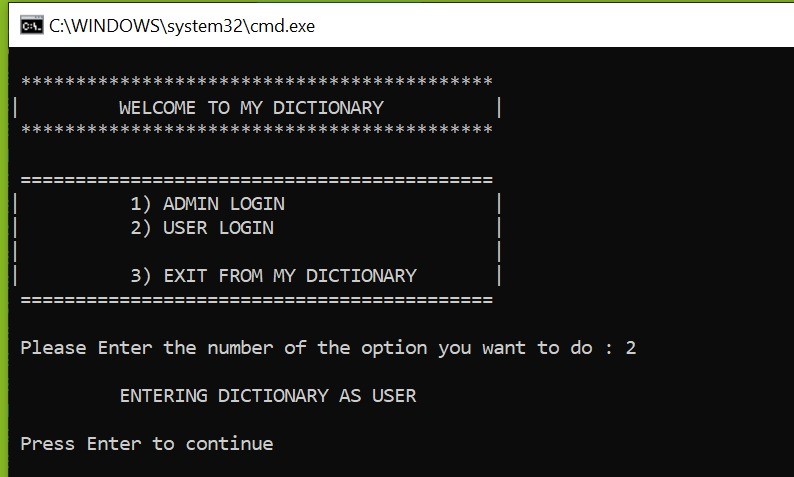 C:\WINDOWS\system32\cmd.exe
*******************************************
|         WELCOME TO MY DICTIONARY          |
*******************************************
===========================================
|          1) ADMIN LOGIN                   |
|          2) USER LOGIN                    |
|                                           |
|          3) EXIT FROM MY DICTIONARY       |
===========================================
Please Enter the number of the option you want to do : 2
ENTERING DICTIONARY AS USER
Press Enter to continue